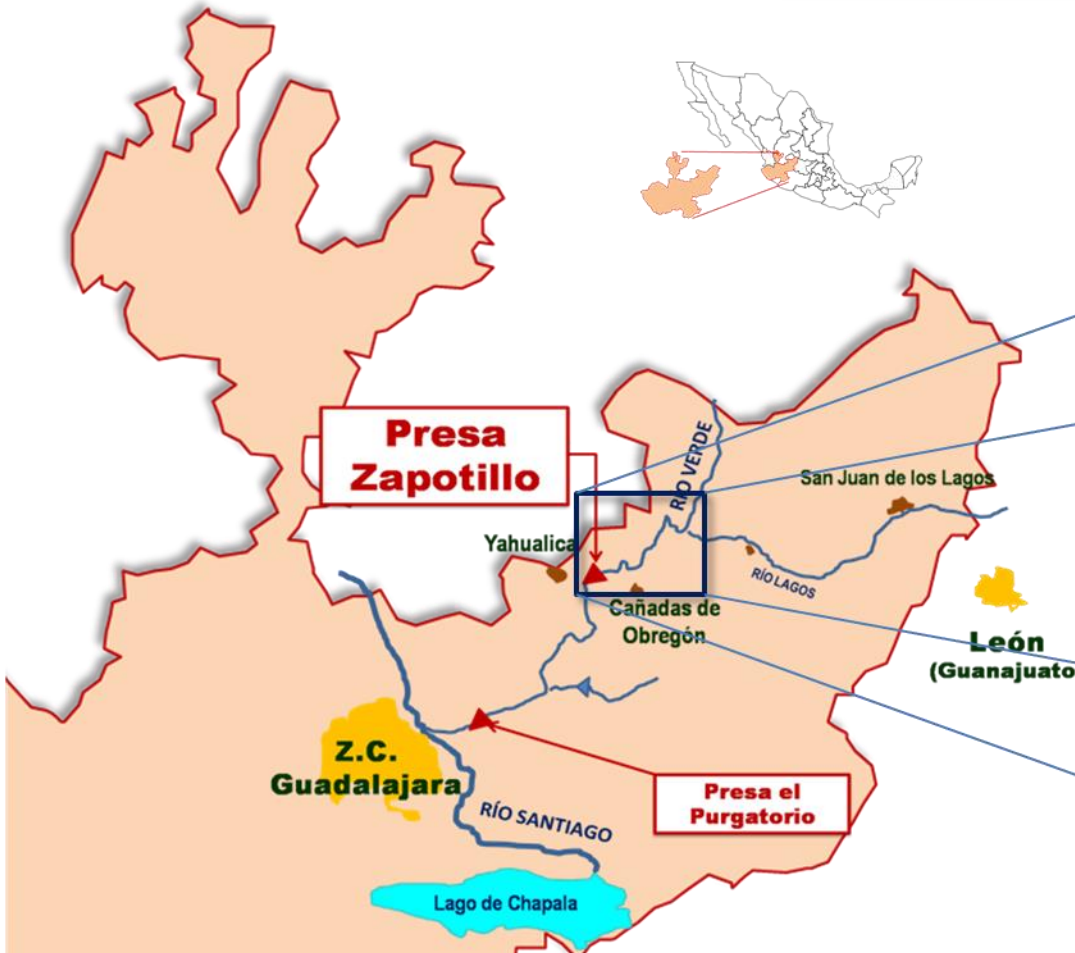 Presa
Zapotillo
RÍO VERDE
San Juan de los Lagos
Yahualica
RÍO LAGOS
Cañadas de
Obregón
León
(Guanajuato
Z.C.
Guadalajara
Presa el
Purgatorio
RÍO SANTIAGO
Lago de Chapala